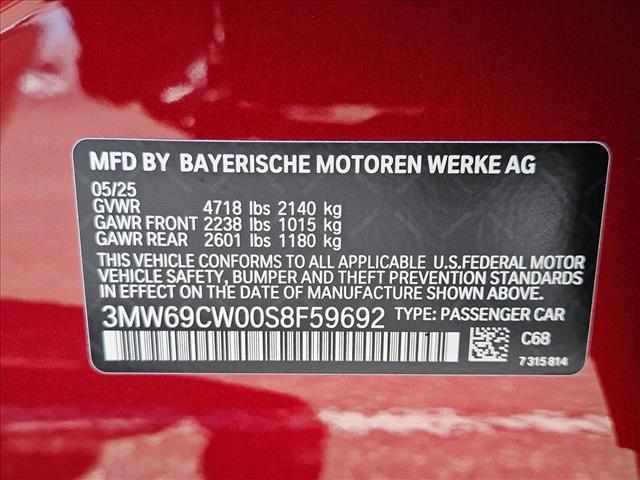 MFD BY BAYERISCHE MOTOREN WERKE AG
05/25
GVWR 4718 lbs 2140 kg
GAWR FRONT 2238 lbs 1015 kg
GAWR REAR 2601 lbs 1180 kg
THIS VEHICLE CONFORMS TO ALL APPLICABLE U.S.FEDERAL MOTOR
VEHICLE SAFETY, BUMPER AND THEFT PREVENTION STANDARDS
IN EFFECT ON THE DATE OF MANUFACTURE SHOWN ABOVE.
3MW69CW00S8F59692 TYPE: PASSENGER CAR
C68
7315814